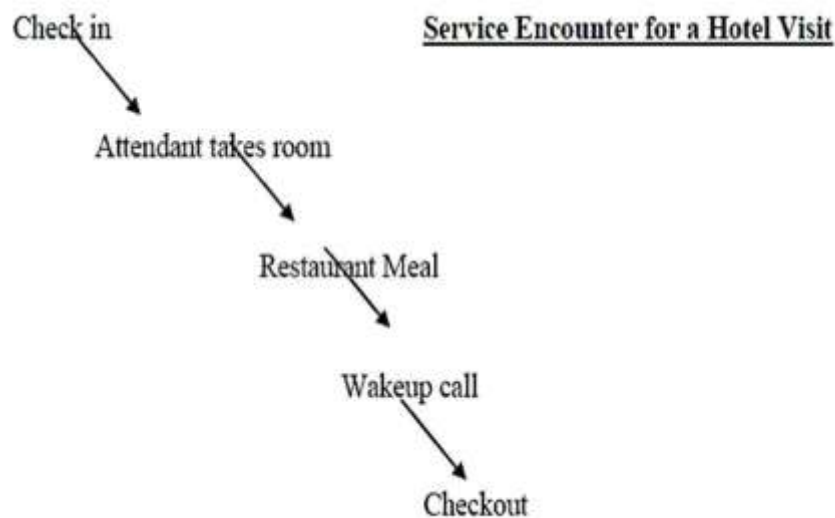 Check in
Service Encounter for a Hotel Visit
Attendant takes room
Restaurant Meal
Wakeup call
Checkout